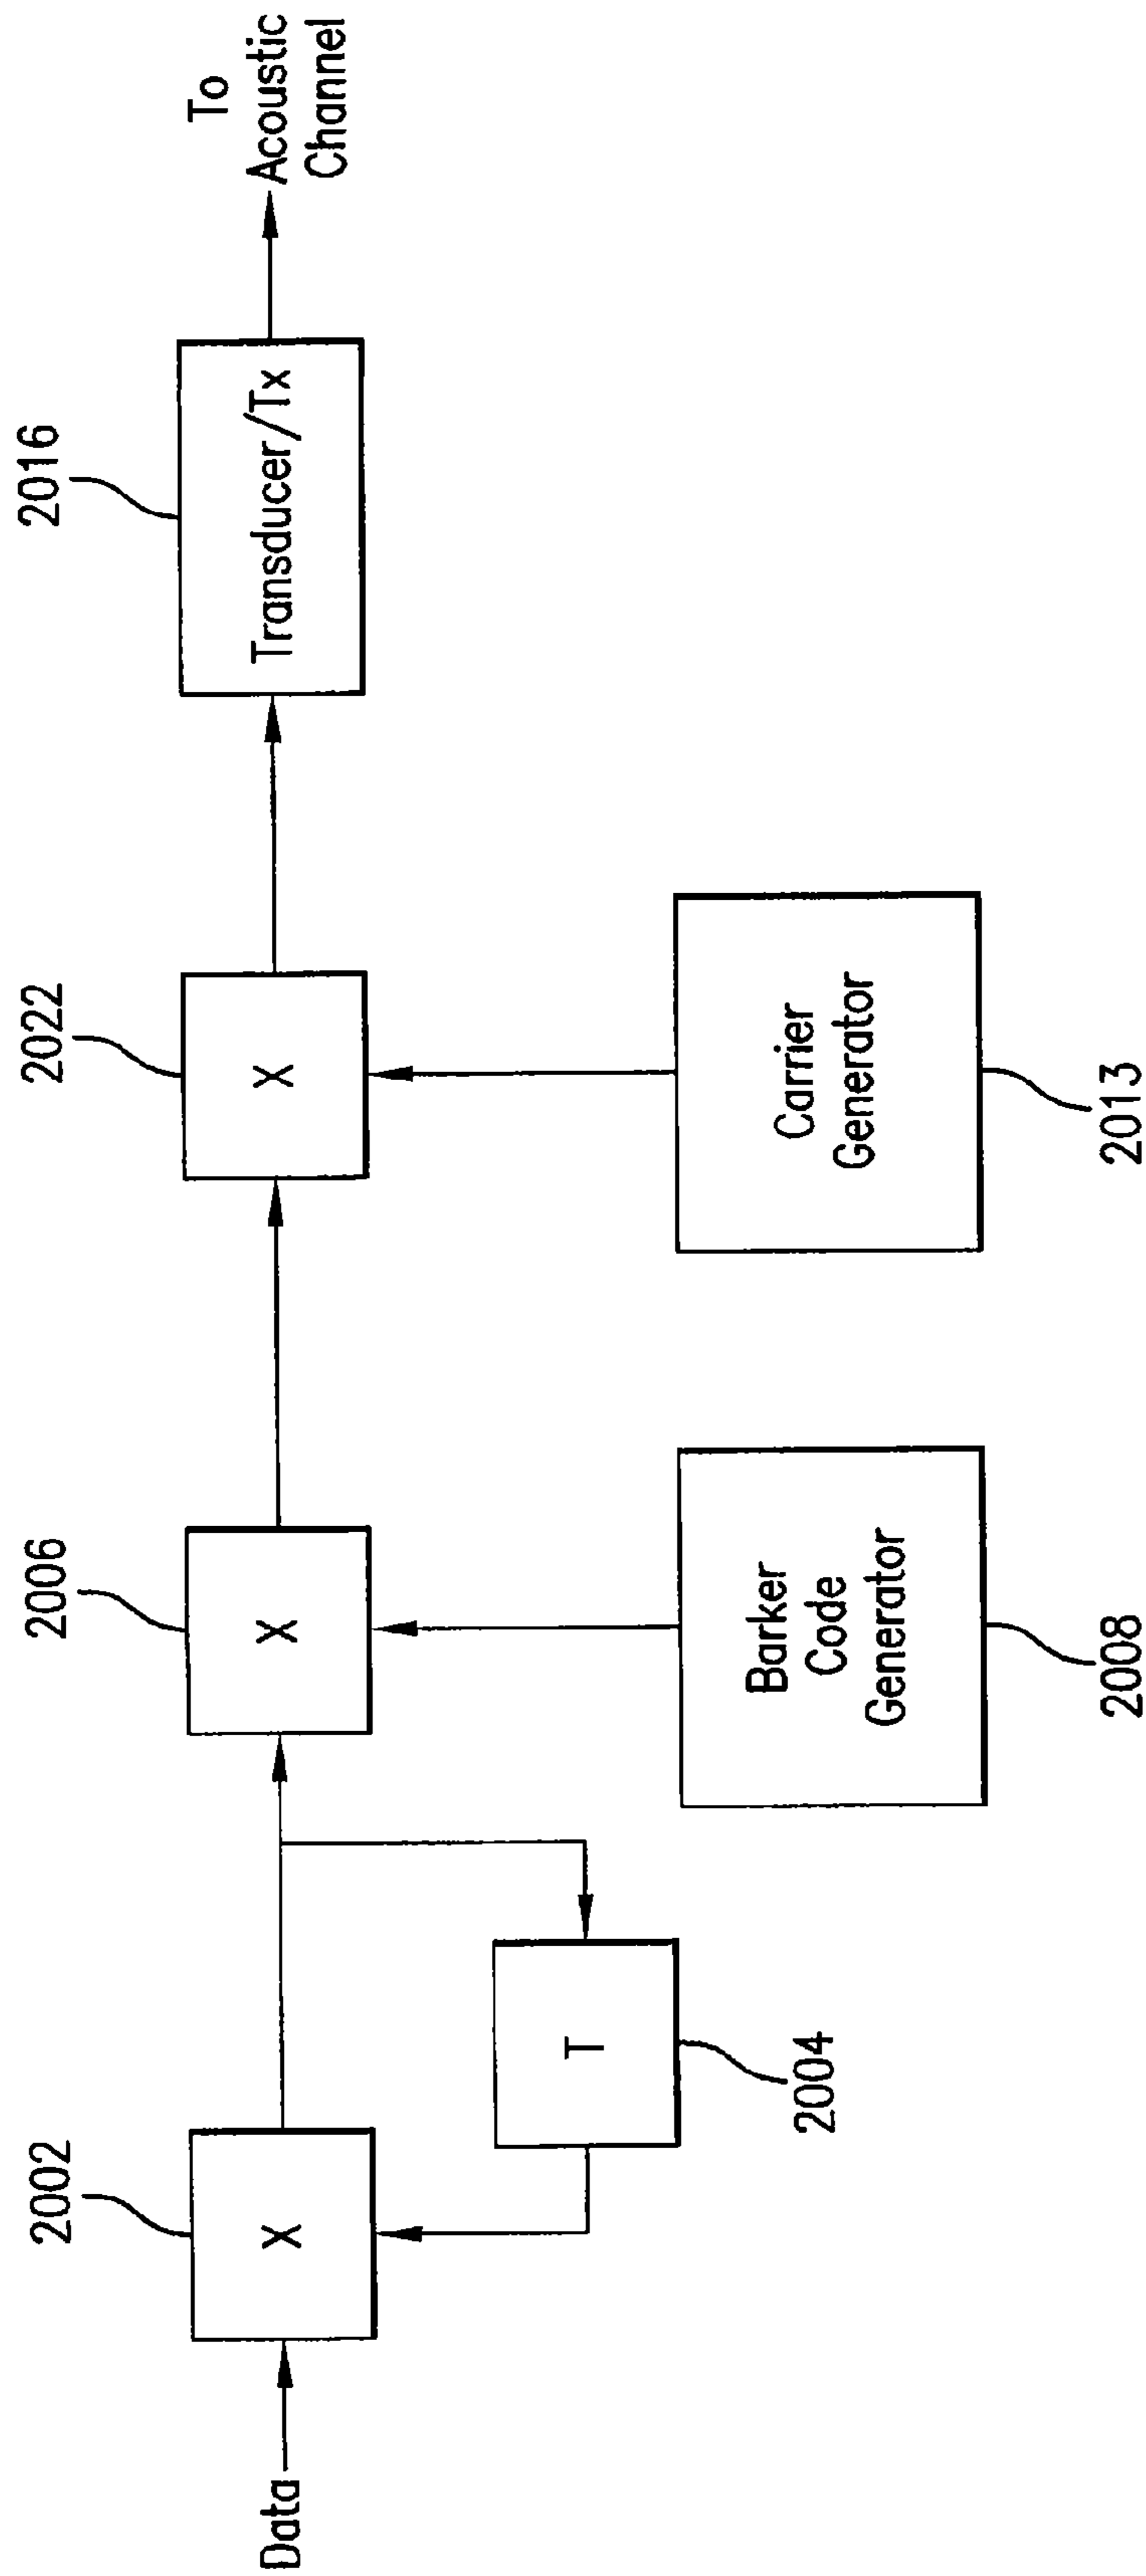 Data
2002
X
T
2004
2006
X
Barker
Code
Generator
2008
2022
X
Carrier
Generator
2013
2016
Transducer/Tx
To
Acoustic
Channel